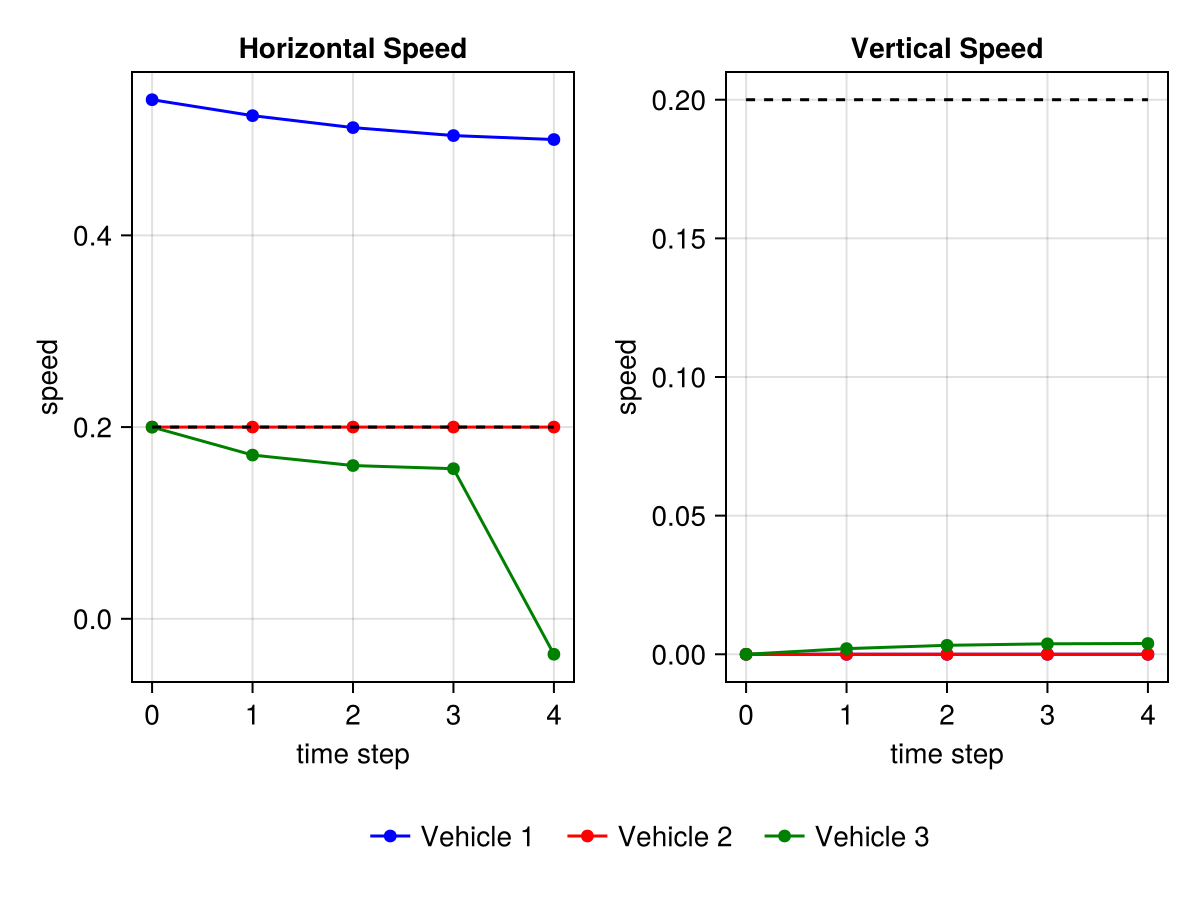 Horizontal Speed
Vertical Speed
speed
0.4
0.2
0.0
0 1 2 3 4
time step
speed
0.20
0.15
0.10
0.05
0.00
0 1 2 3 4
time step
Vehicle 1 Vehicle 2 Vehicle 3